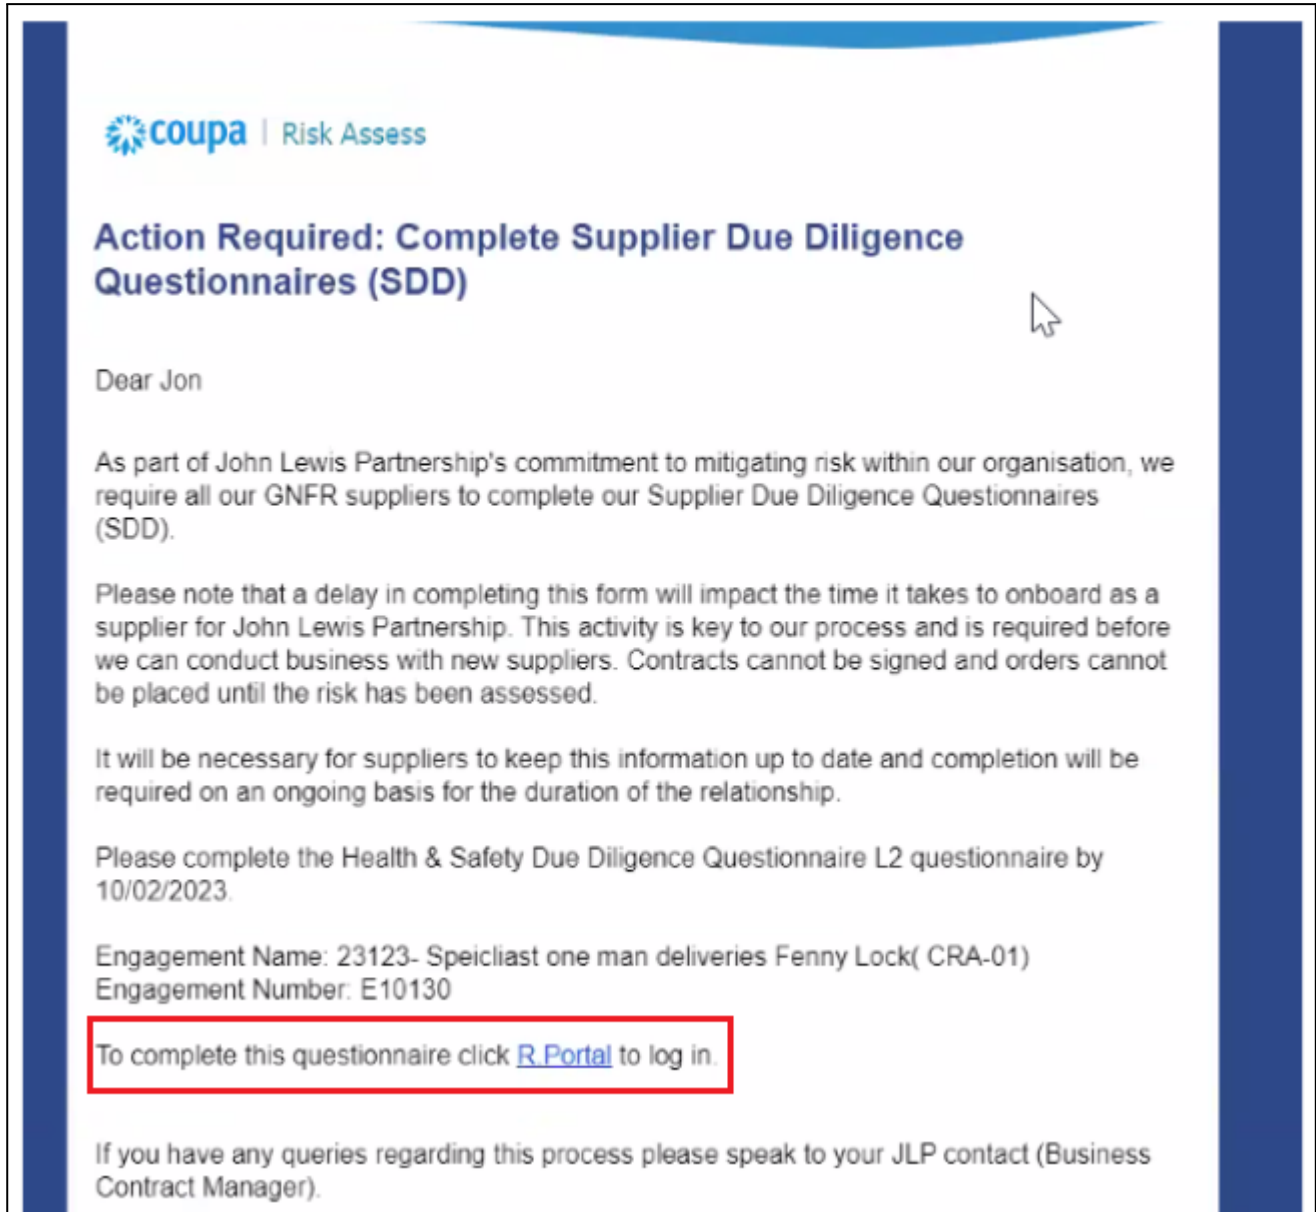 coupa | Risk Assess
Action Required: Complete Supplier Due Diligence
Questionnaires (SDD)
Dear Jon
As part of John Lewis Partnership's commitment to mitigating risk within our organisation, we
require all our GNFR suppliers to complete our Supplier Due Diligence Questionnaires
(SDD).
Please note that a delay in completing this form will impact the time it takes to onboard as a
supplier for John Lewis Partnership. This activity is key to our process and is required before
we can conduct business with new suppliers. Contracts cannot be signed and orders cannot
be placed until the risk has been assessed.
It will be necessary for suppliers to keep this information up to date and completion will be
required on an ongoing basis for the duration of the relationship.
Please complete the Health & Safety Due Diligence Questionnaire L2 questionnaire by
10/02/2023.
Engagement Name: 23123- Speicliast one man deliveries Fenny Lock( CRA-01)
Engagement Number: E10130
To complete this questionnaire click R.Portal to log in.
If you have any queries regarding this process please speak to your JLP contact (Business
Contract Manager).